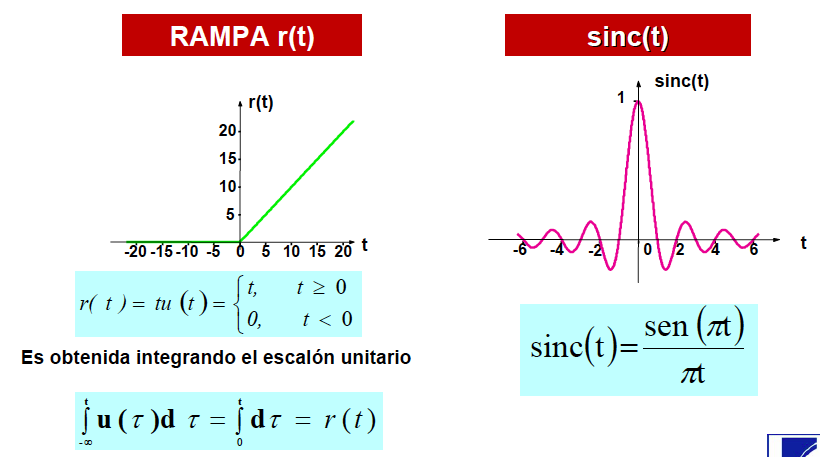 RAMPA r(t)
r(t)
20
15
10
5
-20 -15 -10 -5 0 5 10 15 20 t
r( t ) = tu (t) = { t, t ≥ 0
0, t < 0
Es obtenida integrando el escalón unitario
∫_{-∞}^{t} u (τ)d τ = ∫_{0}^{t} dτ = r (t)
sinc(t)
sinc(t)
1
-6 -4 -2 0 2 4 6 t
sinc(t)= sen (πt) / πt